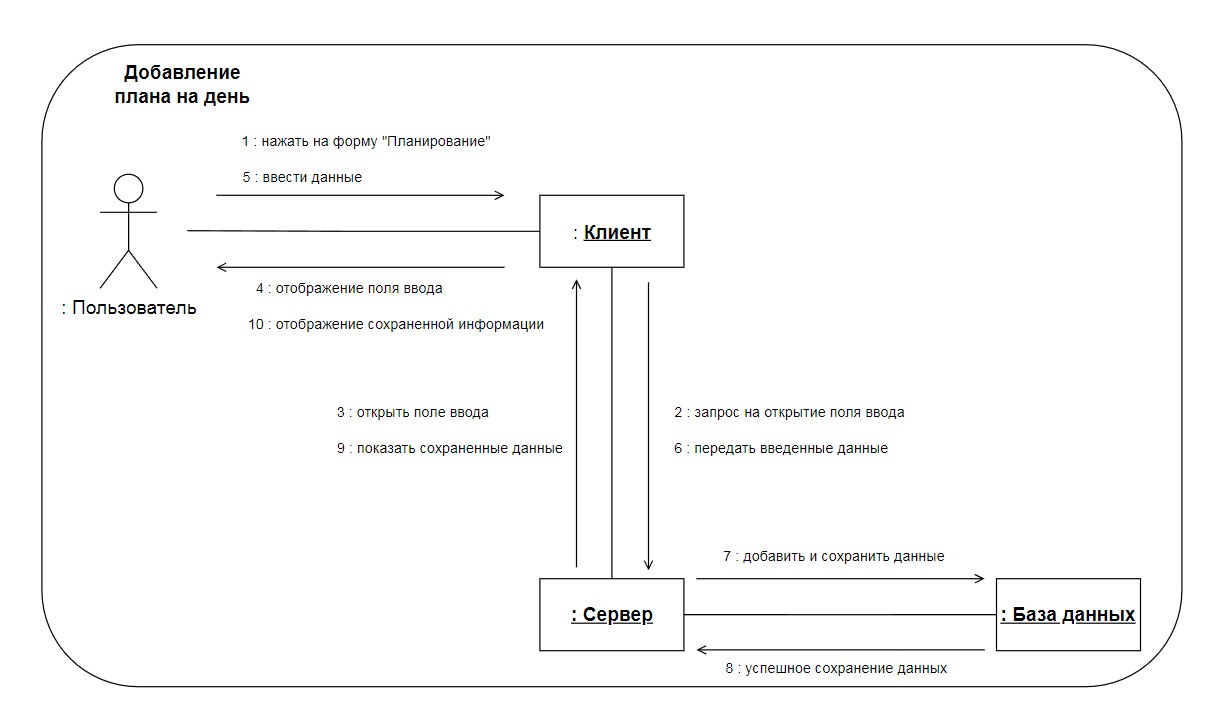 Добавление
плана на день
1 : нажать на форму "Планирование"
5 : ввести данные
: Клиент
: Пользователь
4 : отображение поля ввода
10 : отображение сохраненной информации
3 : открыть поле ввода
2 : запрос на открытие поля ввода
9 : показать сохраненные данные
6 : передать введенные данные
7 : добавить и сохранить данные
: Сервер
: База данных
8 : успешное сохранение данных